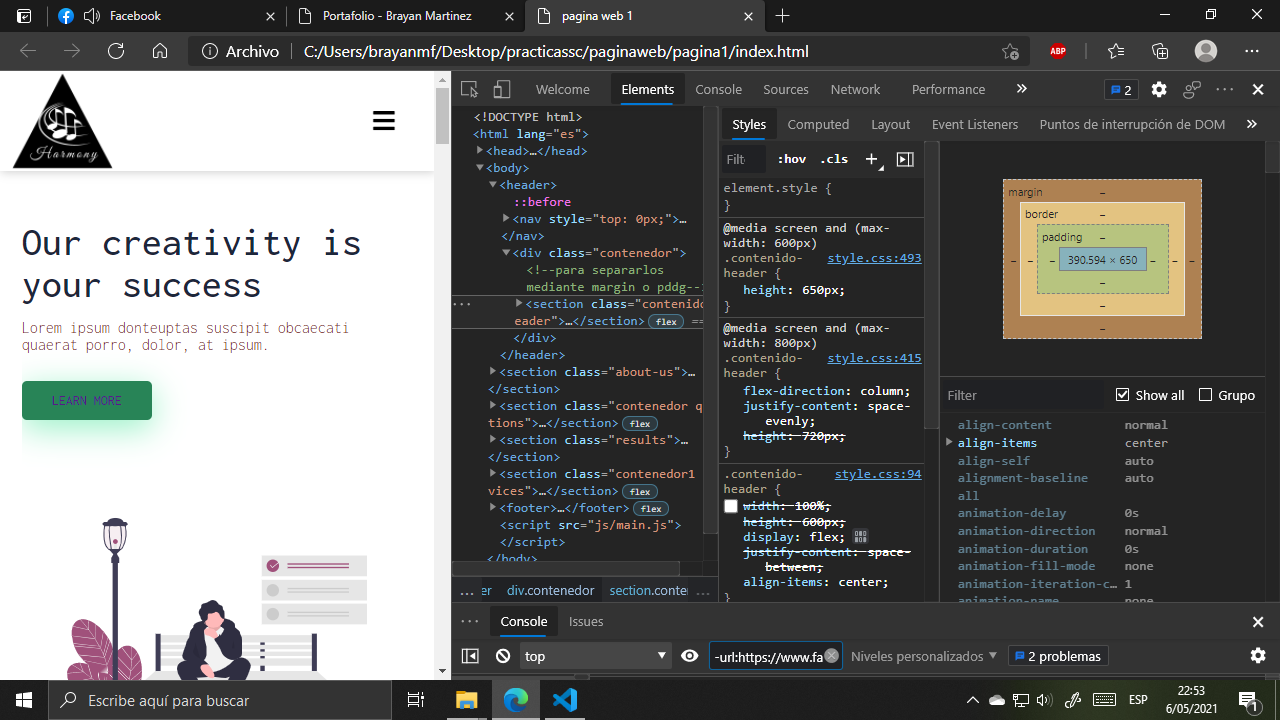 Facebook
Portafolio - Brayan Martinez
pagina web 1
Archivo
C:/Users/brayanmf/Desktop/practicassc/paginaweb/pagina1/index.html
ABP
Harmony
Our creativity is
your success
Lorem ipsum donteuptas suscipit obcaecati
quaerat porro, dolor, at ipsum.
LEARN MORE
Welcome
Elements
Console
Sources
Network
Performance
2
<!DOCTYPE html>
<html lang="es">
<head>…</head>
<body>
<header>
::before
<nav style="top: 0px;">…
</nav>
<div class="contenedor">
<!--para separarlos
mediante margin o pddg--
<section class="contenido
eader">…</section> flex ==
</div>
</header>
<section class="about-us">…
</section>
<section class="contenedor q
tions">…</section> flex
<section class="results">…
</section>
<section class="contenedor1
vices">…</section> flex
<footer>…</footer> flex
<script src="js/main.js">
</script>
</body>
... er div.contenedor section.conter ...
Styles
Computed
Layout
Event Listeners
Puntos de interrupción de DOM
:hov .cls
element.style {
}
@media screen and (max-
width: 600px)
.contenido- style.css:493
header {
height: 650px;
}
@media screen and (max-
width: 800px)
.contenido- style.css:415
header {
flex-direction: column;
justify-content: space-
evenly;
height: 720px;
}
.contenido- style.css:94
header {
width: 100%;
height: 600px;
display: flex;
justify-content: space-
between;
align-items: center;
}
margin –
border –
padding –
– – – 390.594 × 650 – – –
–
–
–
Filter
Show all
Grupo
align-content normal
align-items center
align-self auto
alignment-baseline auto
all
animation-delay 0s
animation-direction normal
animation-duration 0s
animation-fill-mode none
animation-iteration-c… 1
animation-name none
Console
Issues
top
-url:https://www.fa
Niveles personalizados
2 problemas
Escribe aquí para buscar
ESP
22:53
6/05/2021
1